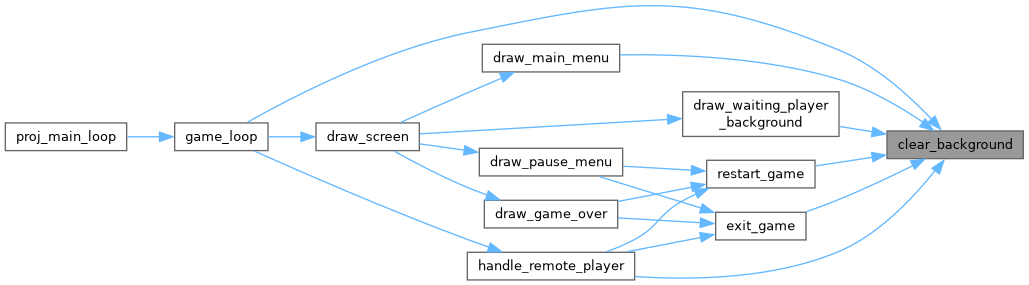 proj_main_loop
game_loop
draw_screen
draw_main_menu
draw_waiting_player
_background
draw_pause_menu
draw_game_over
handle_remote_player
restart_game
exit_game
clear_background